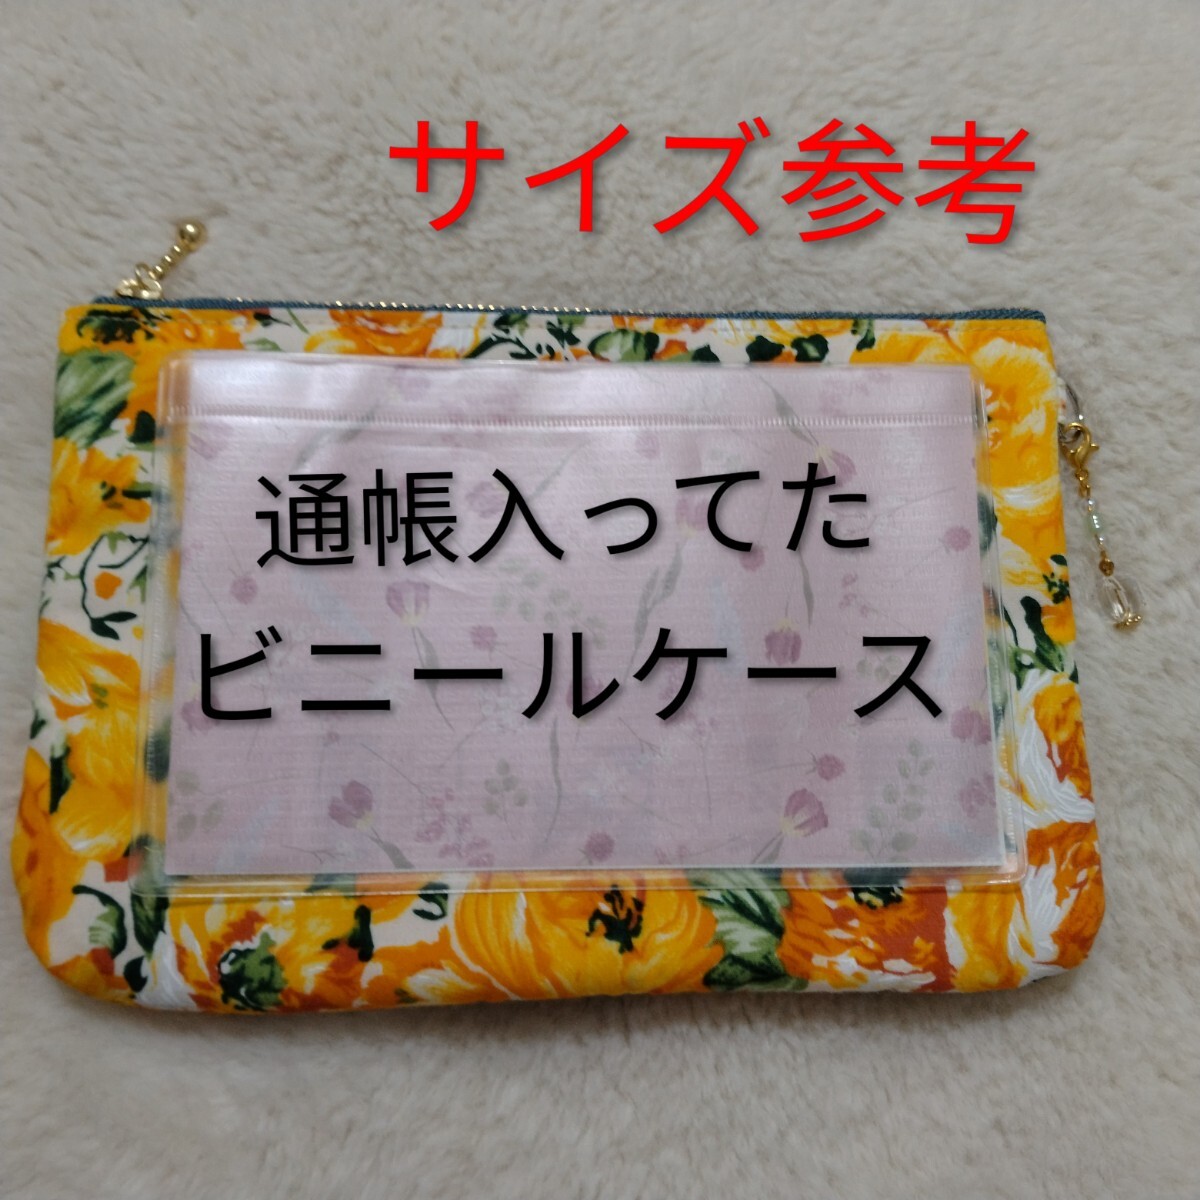 サイズ参考
通帳入ってた
ビニールケース